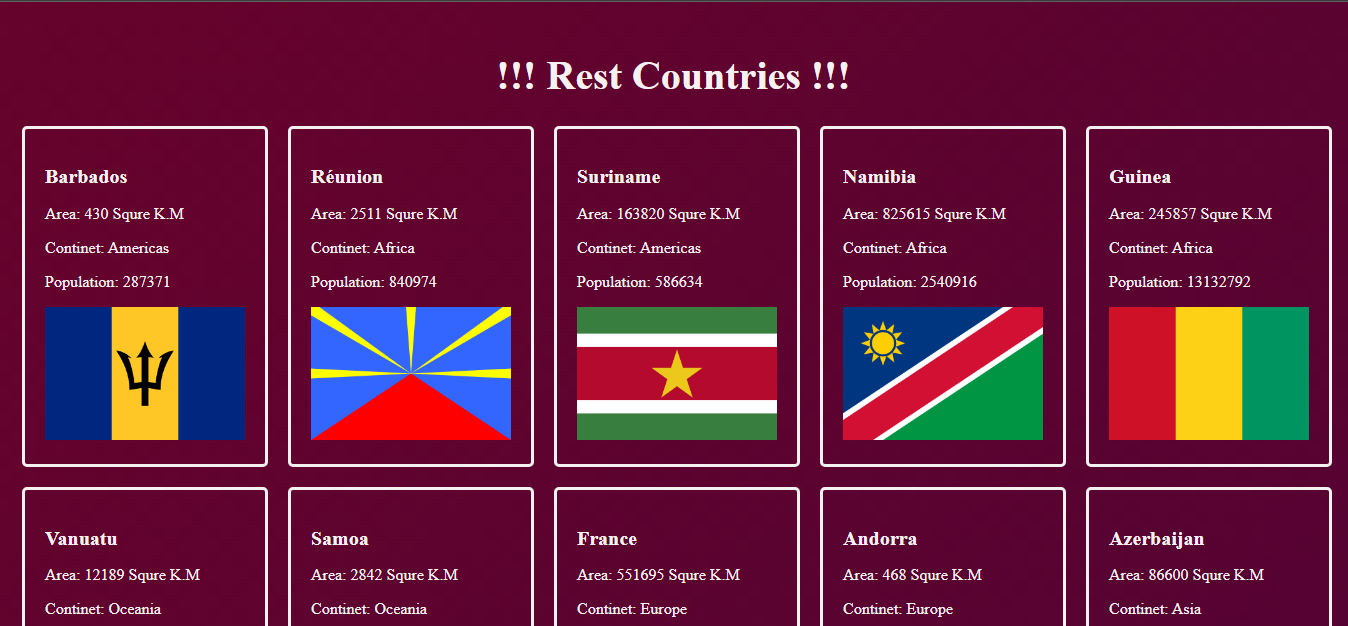 !!! Rest Countries !!!
Barbados
Area: 430 Squre K.M
Continet: Americas
Population: 287371
Réunion
Area: 2511 Squre K.M
Continet: Africa
Population: 840974
Suriname
Area: 163820 Squre K.M
Continet: Americas
Population: 586634
Namibia
Area: 825615 Squre K.M
Continet: Africa
Population: 2540916
Guinea
Area: 245857 Squre K.M
Continet: Africa
Population: 13132792
Vanuatu
Area: 12189 Squre K.M
Continet: Oceania
Samoa
Area: 2842 Squre K.M
Continet: Oceania
France
Area: 551695 Squre K.M
Continet: Europe
Andorra
Area: 468 Squre K.M
Continet: Europe
Azerbaijan
Area: 86600 Squre K.M
Continet: Asia